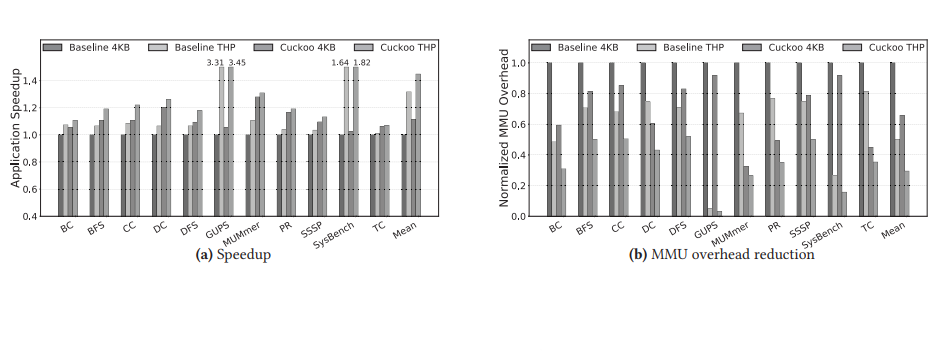 Baseline 4KB Baseline THP Cuckoo 4KB Cuckoo THP
3.31 3.45 1.64 1.82
Application Speedup
1,4
1,2
1.0
0.8
0.6
0.4
BC BFS CC DC DFS GUPS MUMmer PR SSSP SysBench TC Mean
(a) Speedup
Baseline 4KB Baseline THP Cuckoo 4KB Cuckoo THP
Normalized MMU Overhead
1.0
0.8
0.6
0.4
0.2
0.0
BC BFS CC DC DFS GUPS MUMmer PR SSSP SysBench TC Mean
(b) MMU overhead reduction